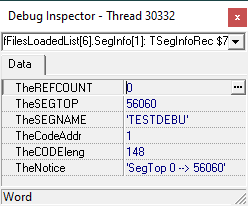 Debug Inspector - Thread 30332
fFilesLoadedList[6].SegInfo[1]: TSegInfoRec $7
Data
TheREFCOUNT 0 ...
TheSEGTOP 56060
TheSEGNAME 'TESTDEBU'
TheCodeAddr 1
TheCODEleng 148
TheNotice 'SegTop 0 --> 56060'
Word